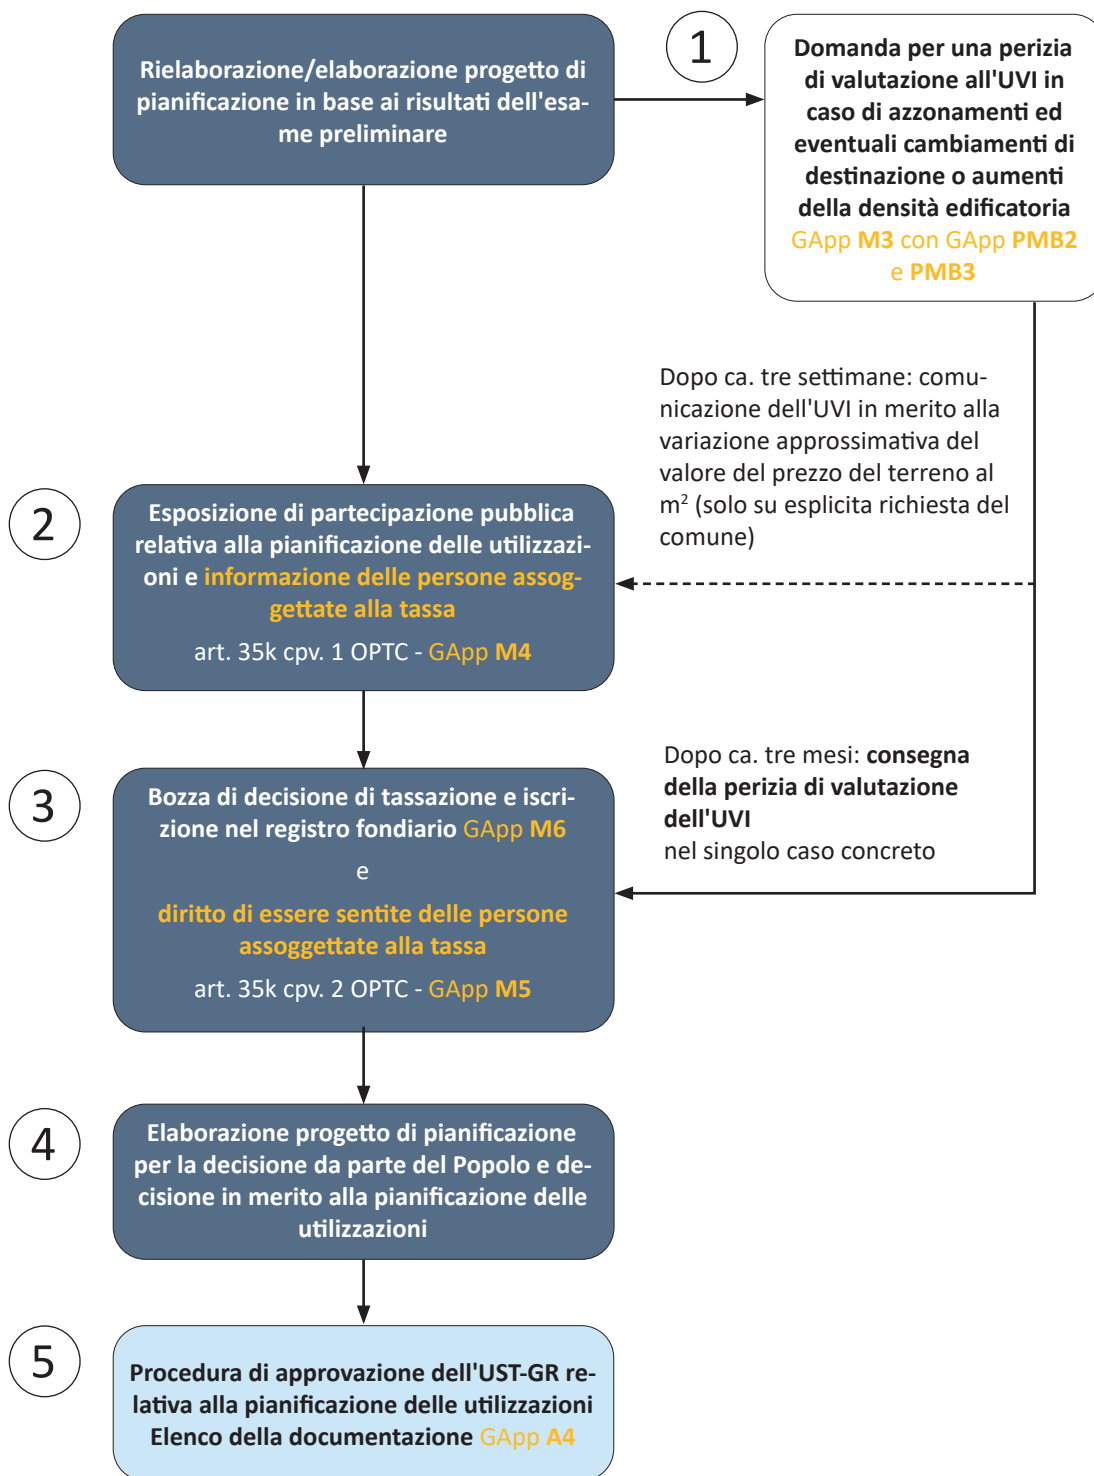 Rielaborazione/elaborazione progetto di
pianificazione in base ai risultati dell'esa-
me preliminare
1
Domanda per una perizia
di valutazione all'UVI in
caso di azzonamenti ed
eventuali cambiamenti di
destinazione o aumenti
della densità edificatoria
GApp M3 con GApp PMB2
e PMB3
Dopo ca. tre settimane: comu-
nicazione dell'UVI in merito alla
variazione approssimativa del
valore del prezzo del terreno al
m² (solo su esplicita richiesta del
comune)
2
Esposizione di partecipazione pubblica
relativa alla pianificazione delle utilizzazi-
oni e informazione delle persone assog-
gettate alla tassa
art. 35k cpv. 1 OPTC - GApp M4
Dopo ca. tre mesi: consegna
della perizia di valutazione
dell'UVI
nel singolo caso concreto
3
Bozza di decisione di tassazione e iscri-
zione nel registro fondiario GApp M6
e
diritto di essere sentite delle persone
assoggettate alla tassa
art. 35k cpv. 2 OPTC - GApp M5
4
Elaborazione progetto di pianificazione
per la decisione da parte del Popolo e de-
cisione in merito alla pianificazione delle
utilizzazioni
5
Procedura di approvazione dell'UST-GR re-
lativa alla pianificazione delle utilizzazioni
Elenco della documentazione GApp A4